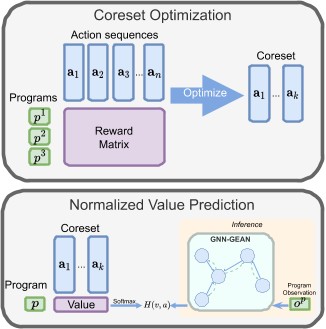 Coreset Optimization
Action sequences
a₁ a₂ a₃ ... aₙ
Optimize
Coreset
a₁ ... aₖ
Programs
p¹
p²
p³
Reward
Matrix
Normalized Value Prediction
Coreset
a₁ ... aₖ
Program
p
Value
Softmax
H(v, a)
Inference
GNN-GEAN
Program
Observation
oᵖ